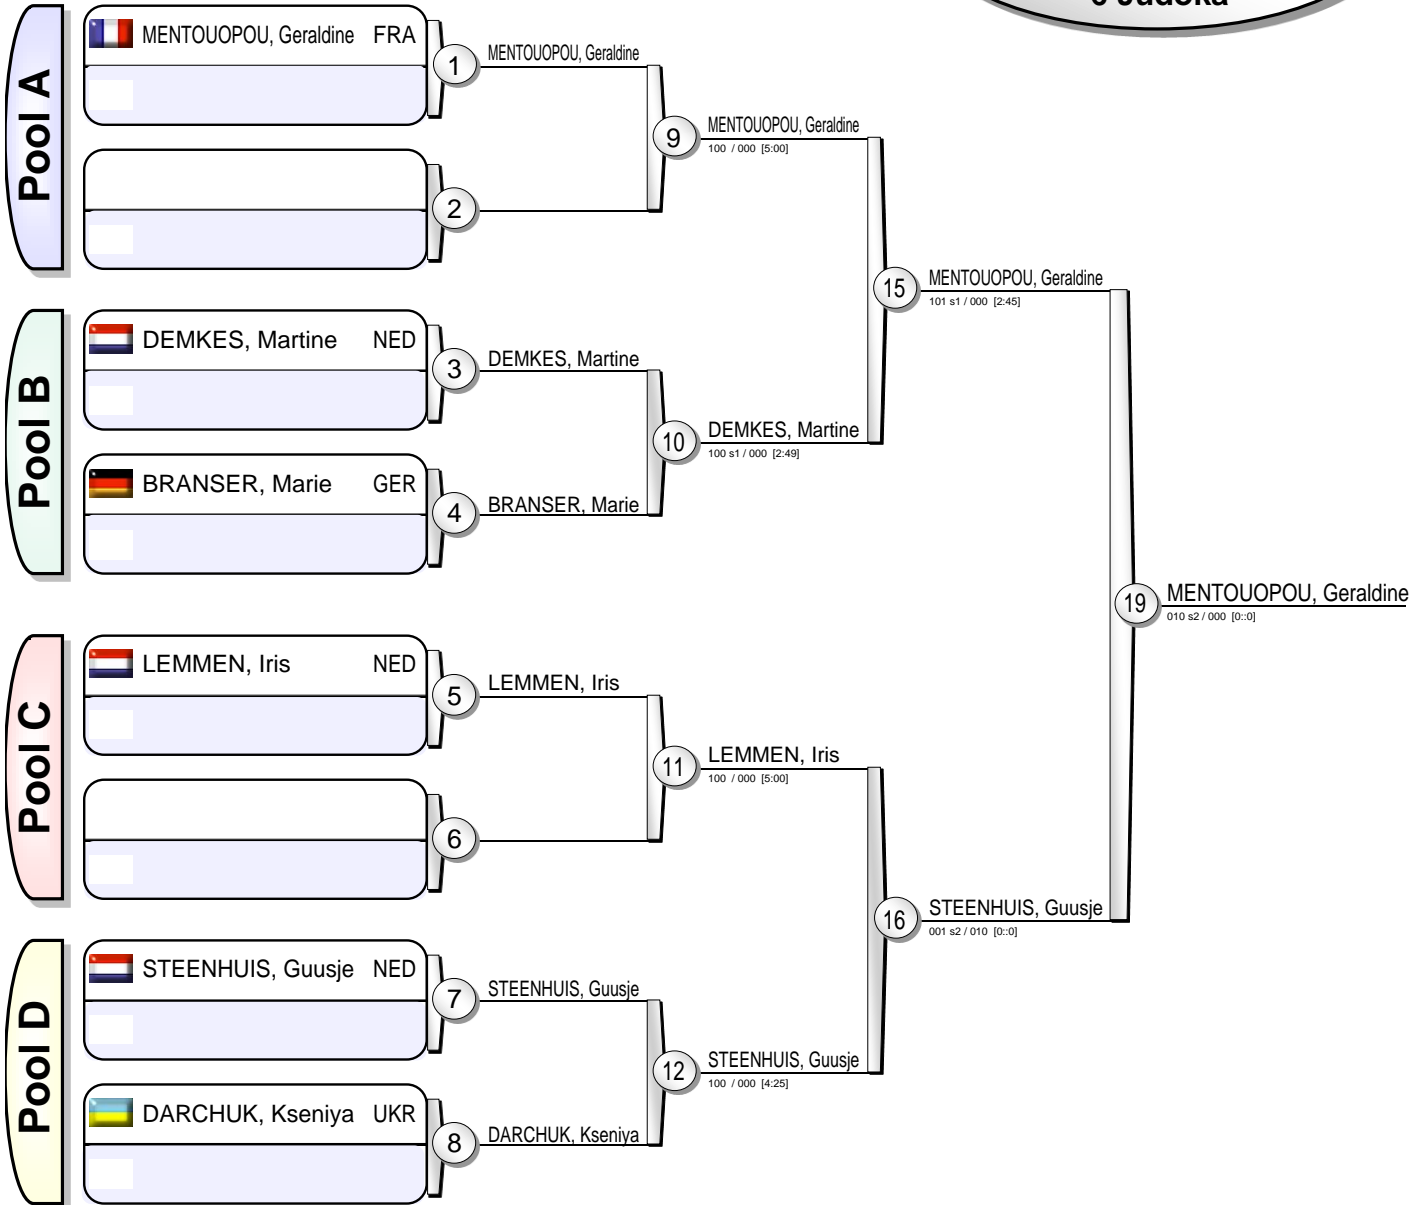 Judoka
Pool A
MENTOUOPOU, Geraldine FRA
1
MENTOUOPOU, Geraldine
2
9
MENTOUOPOU, Geraldine
100 / 000 [5:00]
Pool B
DEMKES, Martine NED
3
DEMKES, Martine
BRANSER, Marie GER
4
BRANSER, Marie
10
DEMKES, Martine
100 s1 / 000 [2:49]
15
MENTOUOPOU, Geraldine
101 s1 / 000 [2:45]
Pool C
LEMMEN, Iris NED
5
LEMMEN, Iris
6
11
LEMMEN, Iris
100 / 000 [5:00]
Pool D
STEENHUIS, Guusje NED
7
STEENHUIS, Guusje
DARCHUK, Kseniya UKR
8
DARCHUK, Kseniya
12
STEENHUIS, Guusje
100 / 000 [4:25]
16
STEENHUIS, Guusje
001 s2 / 010 [0::0]
19
MENTOUOPOU, Geraldine
010 s2 / 000 [0::0]